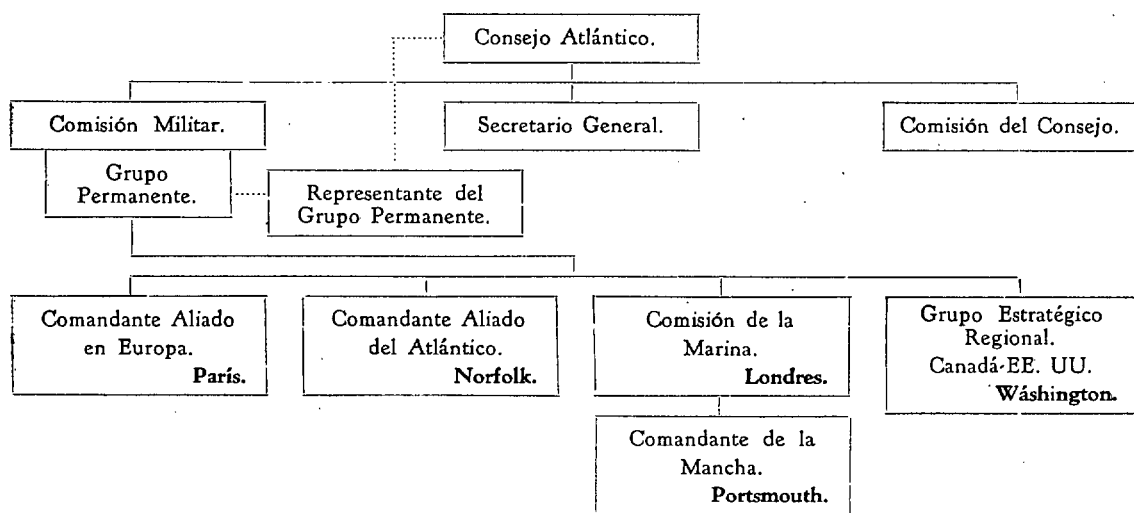 Consejo Atlántico.
Comisión Militar.
Secretario General.
Comisión del Consejo.
Grupo
Permanente.
Representante del
Grupo Permanente.
Comandante Aliado
en Europa.
París.
Comandante Aliado
del Atlántico.
Norfolk.
Comisión de la
Marina.
Londres.
Grupo Estratégico
Regional.
Canadá-EE. UU.
Wáshington.
Comandante de la
Mancha.
Portsmouth.